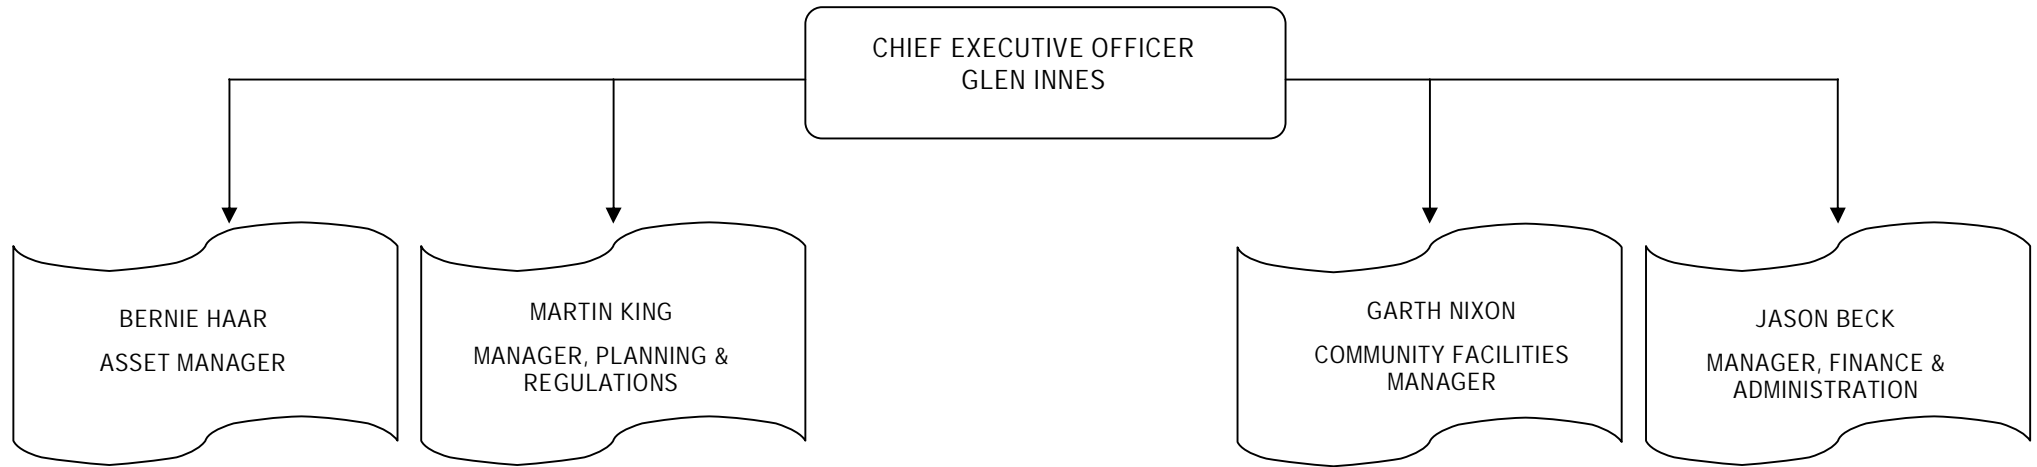 CHIEF EXECUTIVE OFFICER
GLEN INNES
BERNIE HAAR
ASSET MANAGER
MARTIN KING
MANAGER, PLANNING &
REGULATIONS
GARTH NIXON
COMMUNITY FACILITIES
MANAGER
JASON BECK
MANAGER, FINANCE &
ADMINISTRATION